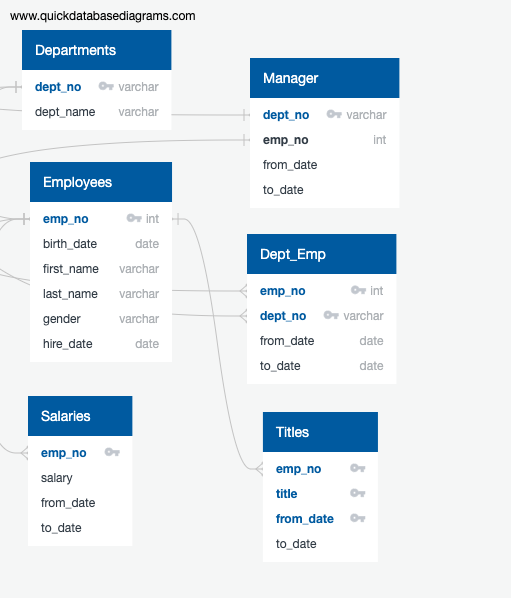 www.quickdatabasediagrams.com
Departments
dept_no varchar
dept_name varchar
Manager
dept_no varchar
emp_no int
from_date
to_date
Employees
emp_no int
birth_date date
first_name varchar
last_name varchar
gender varchar
hire_date date
Dept_Emp
emp_no int
dept_no varchar
from_date date
to_date date
Salaries
emp_no
salary
from_date
to_date
Titles
emp_no
title
from_date
to_date